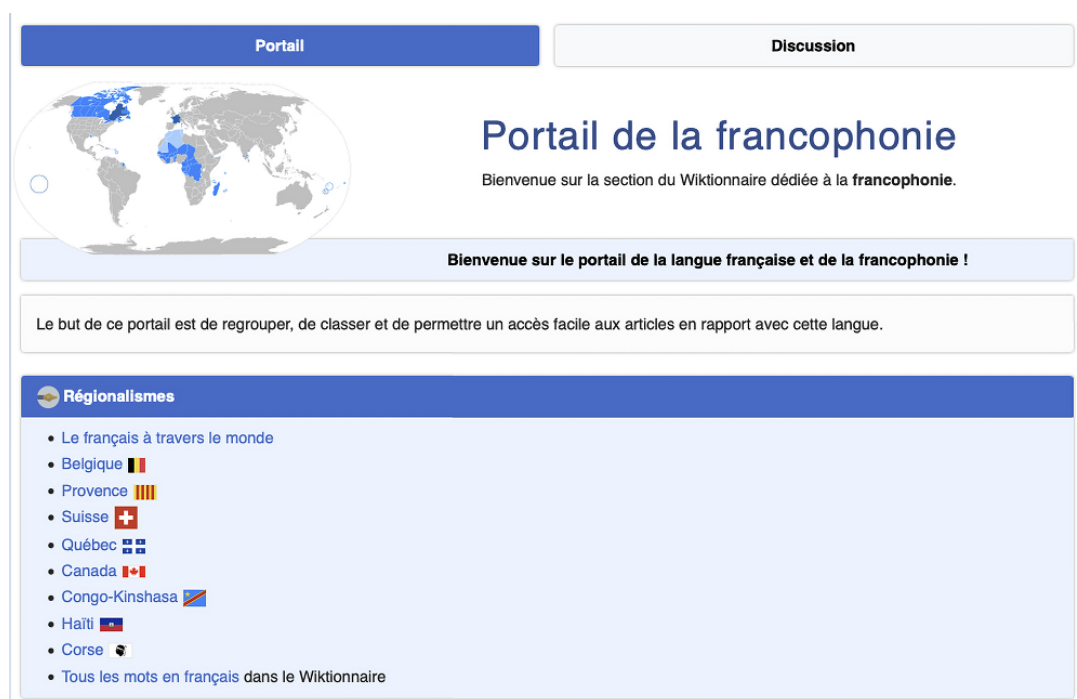 Portail
Discussion
Portail de la francophonie
Bienvenue sur la section du Wiktionnaire dédiée à la francophonie.
Bienvenue sur le portail de la langue française et de la francophonie !
Le but de ce portail est de regrouper, de classer et de permettre un accès facile aux articles en rapport avec cette langue.
Régionalismes
Le français à travers le monde
Belgique
Provence
Suisse
Québec
Canada
Congo-Kinshasa
Haïti
Corse
Tous les mots en français dans le Wiktionnaire